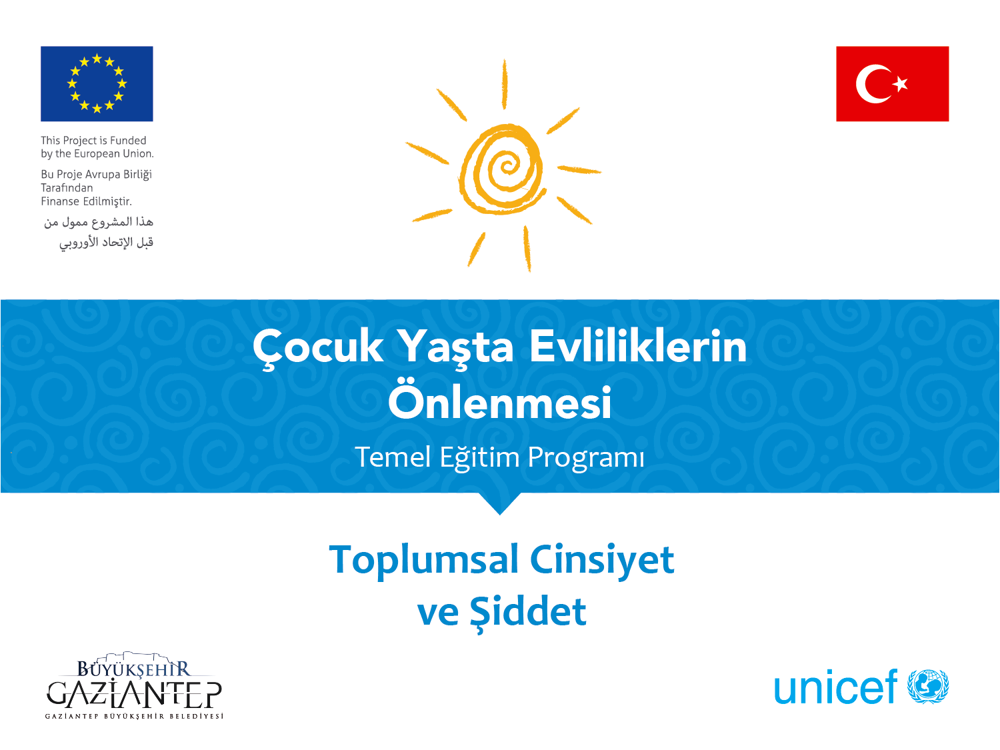 This Project is Funded
by the European Union.
Bu Proje Avrupa Birliği
Tarafından
Finanse Edilmiştir.
هذا المشروع ممول من
قبل الإتحاد الأوروبي
Çocuk Yaşta Evliliklerin
Önlenmesi
Temel Eğitim Programı
Toplumsal Cinsiyet
ve Şiddet
BÜYÜKŞEHİR
GAZİANTEP
GAZİANTEP BÜYÜKŞEHİR BELEDİYESİ
unicef